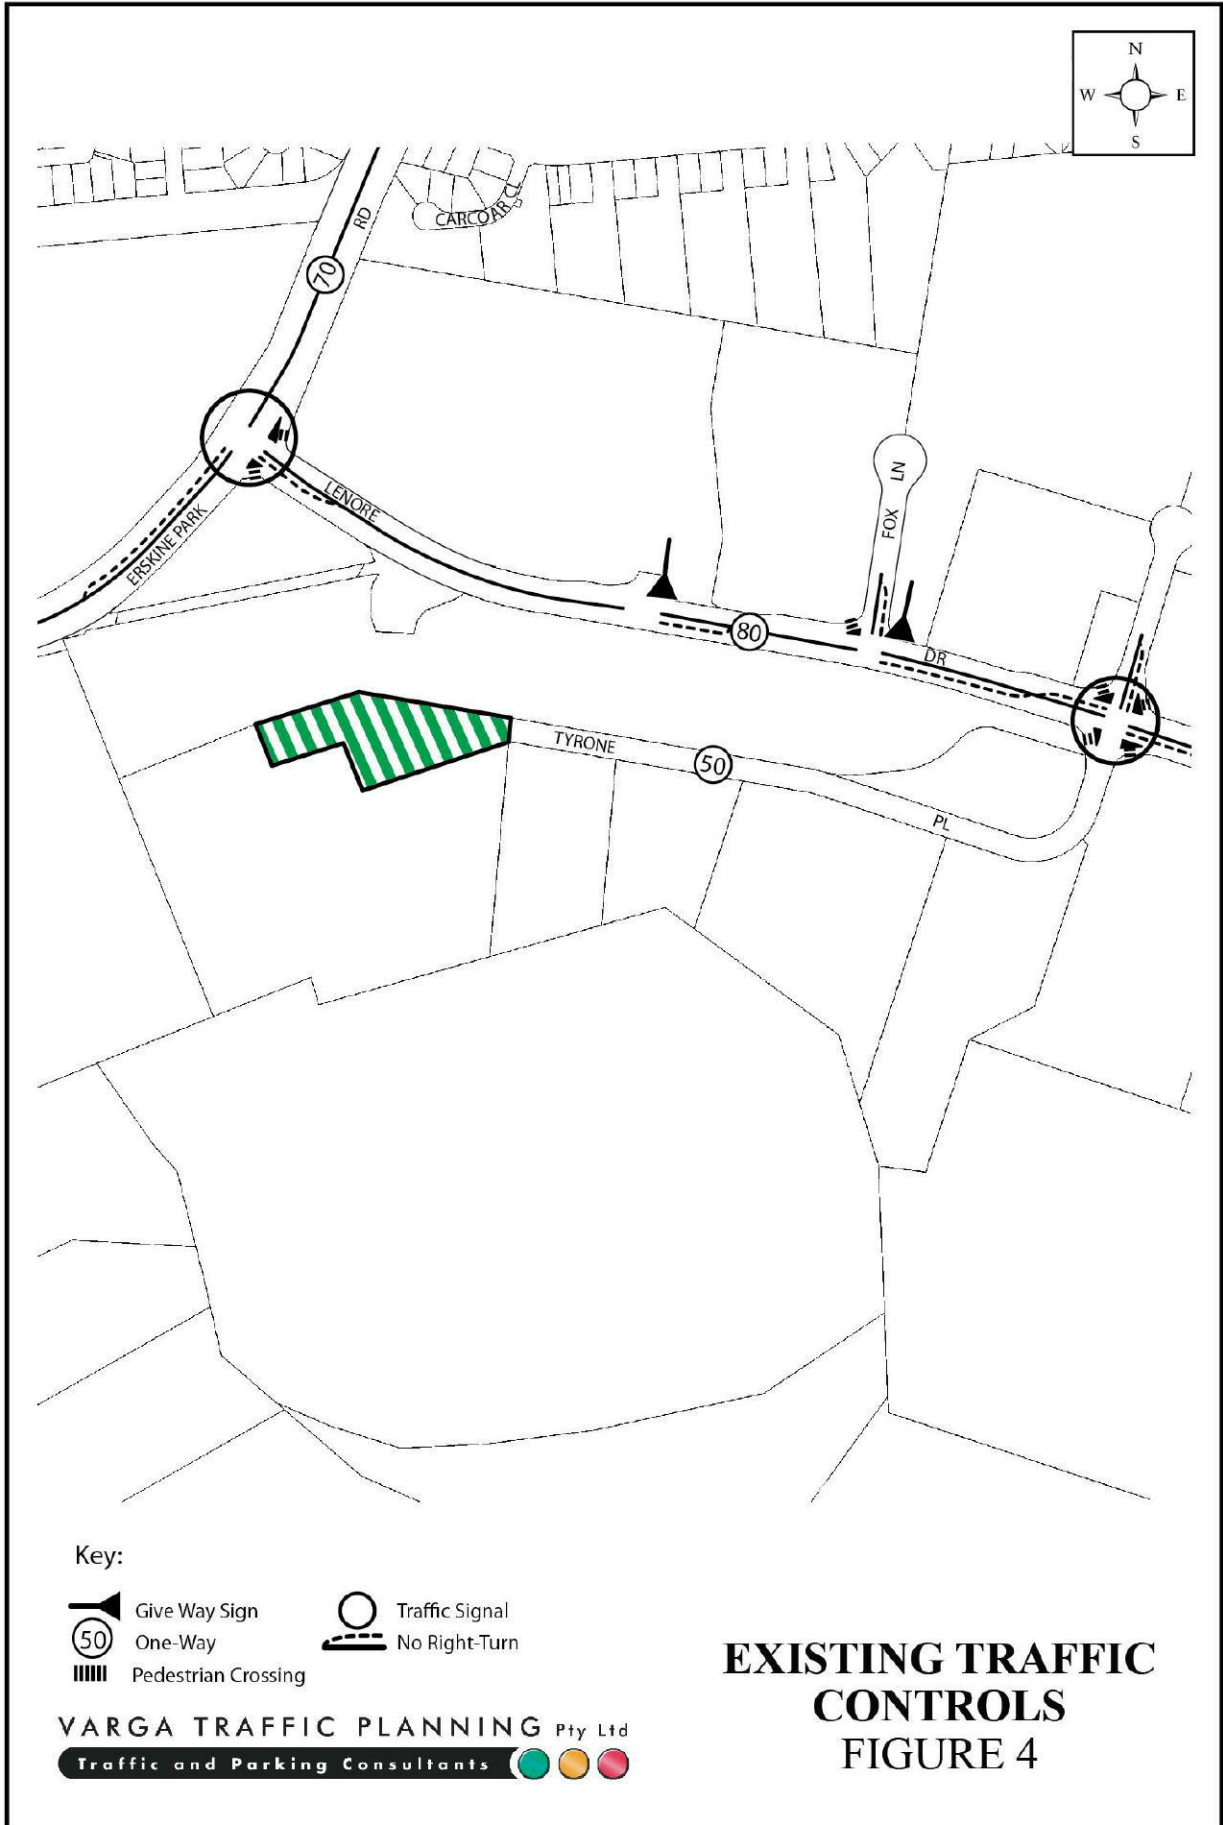 N
W E
S
CARCOAR CL
RD
70
LENORE
ERSKINE PARK
FOX LN
80
DR
TYRONE
50
PL
Key:
Give Way Sign
Traffic Signal
50 One-Way
No Right-Turn
Pedestrian Crossing
EXISTING TRAFFIC
CONTROLS
FIGURE 4
VARGA TRAFFIC PLANNING Pty Ltd
Traffic and Parking Consultants